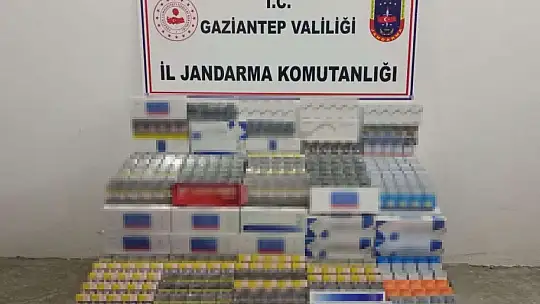 T.C.
GAZİANTEP VALİLİĞİ
İL JANDARMA KOMUTANLIĞI